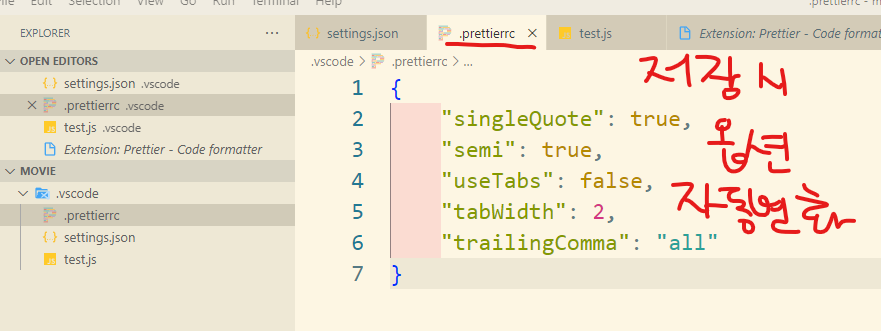 File Edit Selection View Go Run Terminal Help .prettierrc - m
EXPLORER ...
settings.json .prettierrc × test.js Extension: Prettier - Code formatte
OPEN EDITORS
settings.json .vscode
× .prettierrc .vscode
test.js .vscode
Extension: Prettier - Code formatter
MOVIE
.vscode
.prettierrc
settings.json
test.js
.vscode > .prettierrc > ...
1 {
2 "singleQuote": true,
3 "semi": true,
4 "useTabs": false,
5 "tabWidth": 2,
6 "trailingComma": "all"
7 }
저장 시
옵션
자동변환